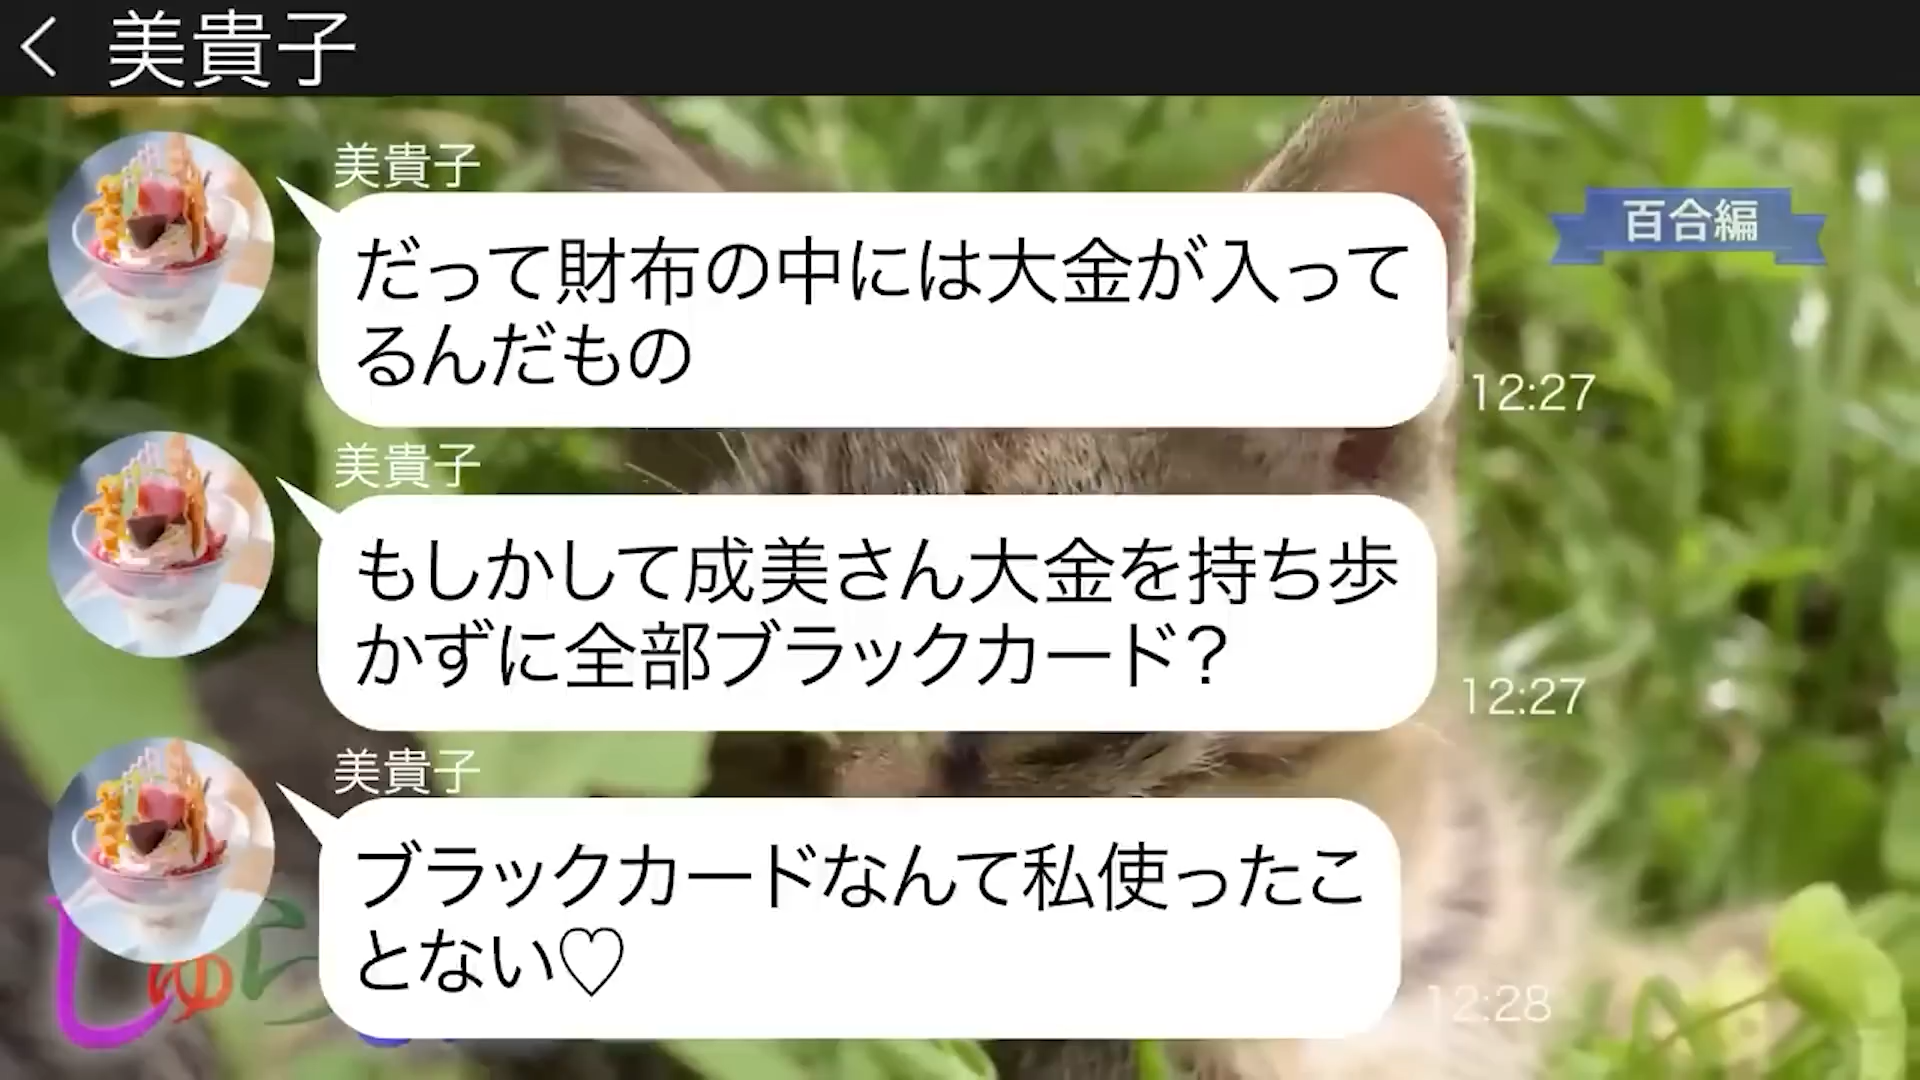 美貴子
美貴子
百合編
だって財布の中には大金が入って
るんだもの
12:27
美貴子
もしかして成美さん大金を持ち歩
かずに全部ブラックカード?
12:27
美貴子
ブラックカードなんて私使ったこ
とない♡
12:28
しゅら